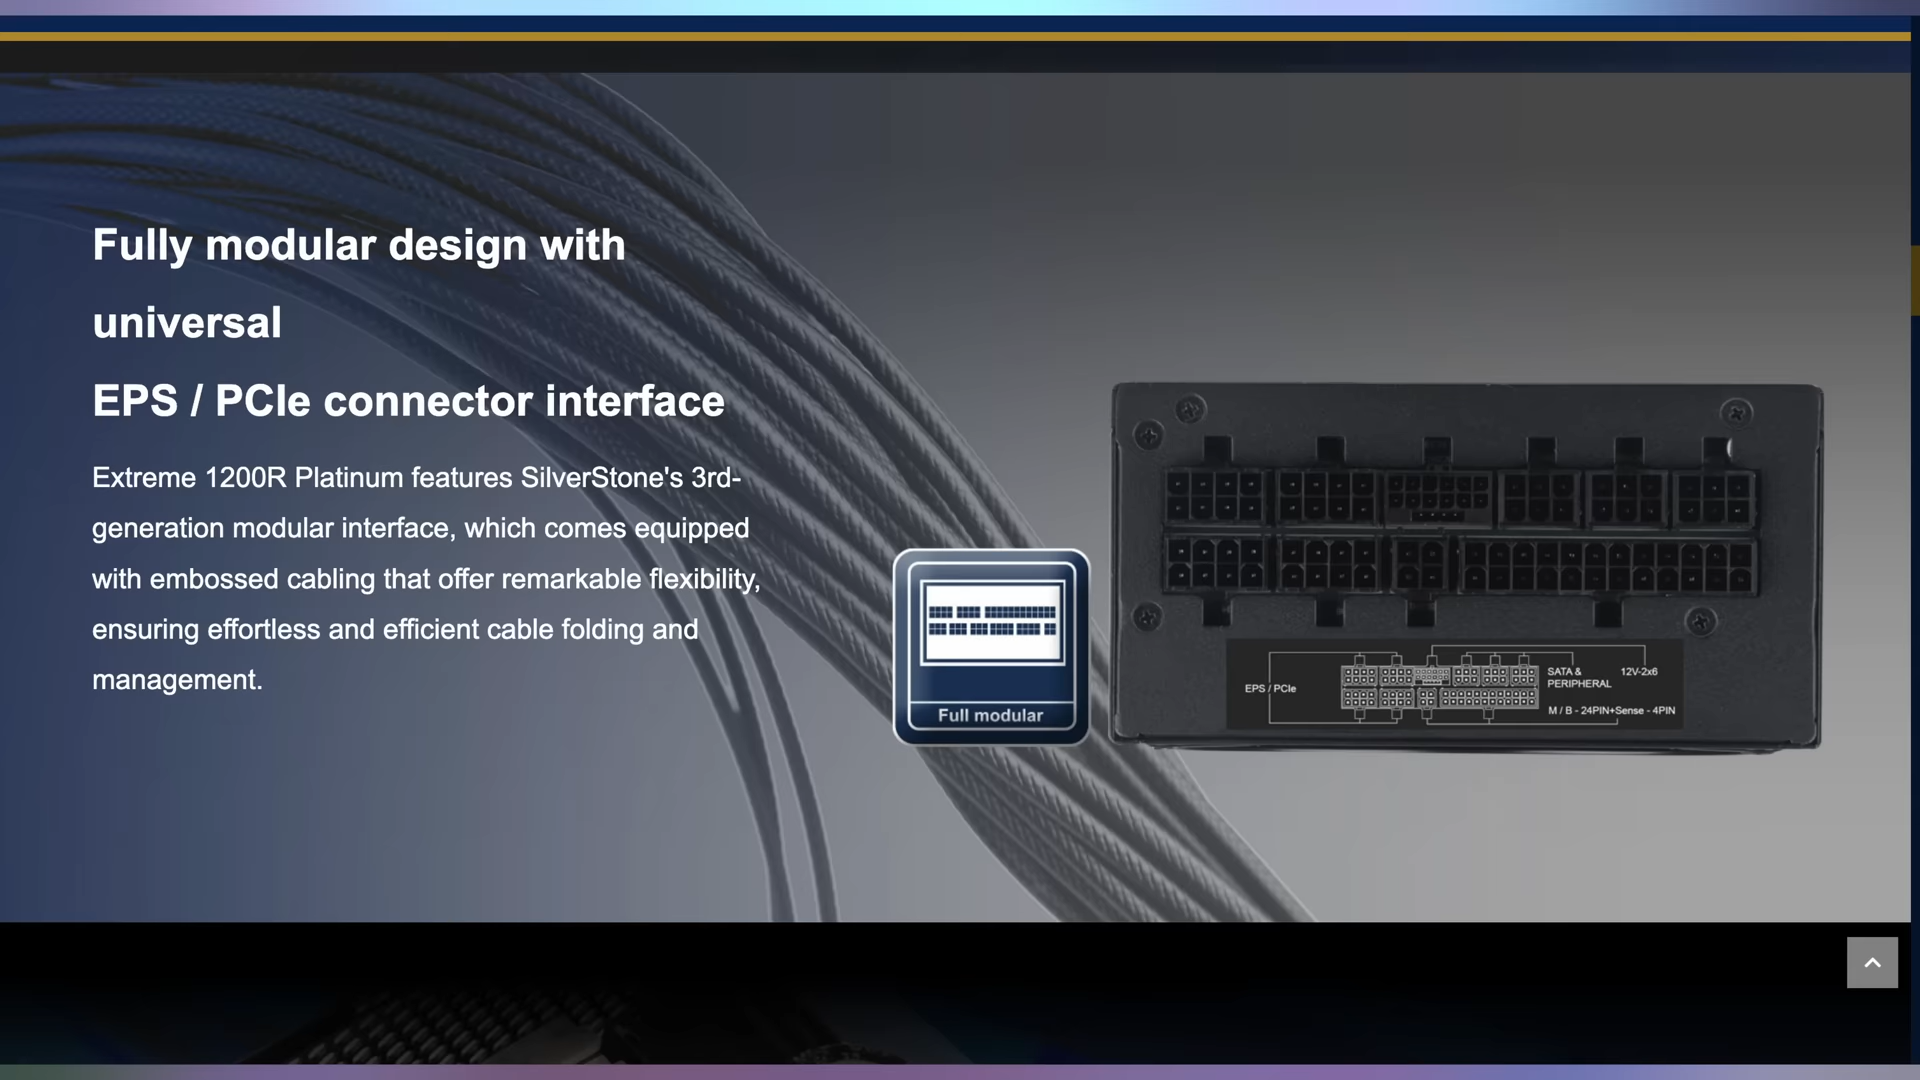 Fully modular design with
universal
EPS / PCIe connector interface
Extreme 1200R Platinum features SilverStone's 3rd-
generation modular interface, which comes equipped
with embossed cabling that offer remarkable flexibility,
ensuring effortless and efficient cable folding and
management.
Full modular
EPS / PCIe
SATA &
PERIPHERAL
12V-2x6
M / B - 24PIN+Sense - 4PIN